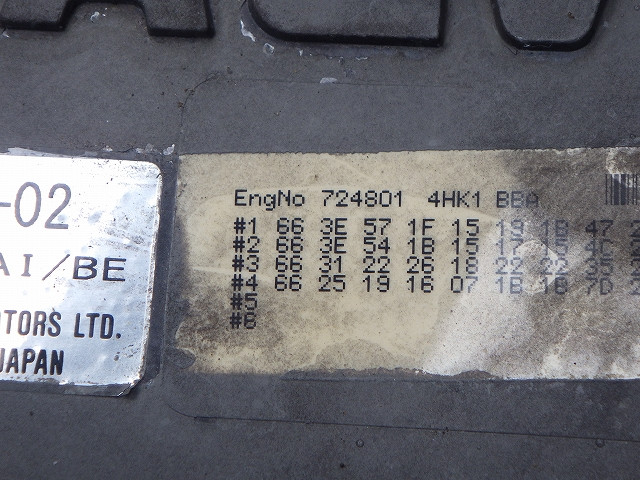 -02
AI/BE
OTORS LTD.
JAPAN
EngNo 724801 4HK1 BBA
#1 66 3E 57 1F 15 19 1B 47
#2 66 3E 54 1B 15 17 15 4C
#3 66 31 22 26 18 22 22 35
#4 66 25 19 16 07 1B 1B 7D
#5
#6